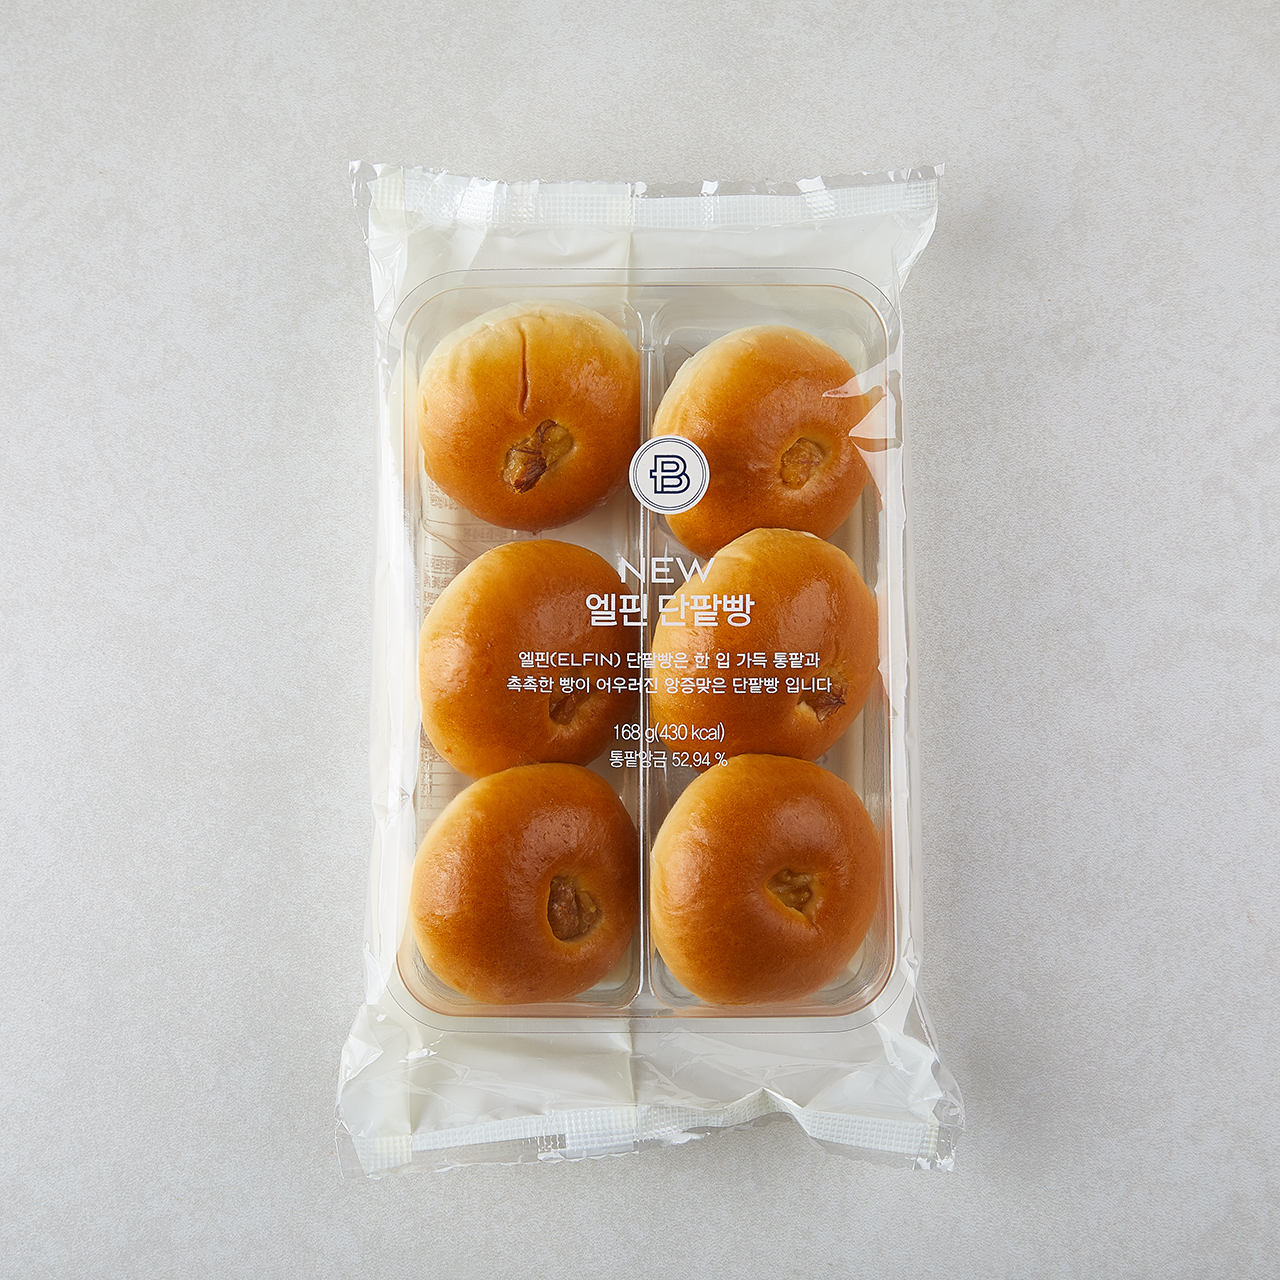 B
NEW
엘핀 단팥빵
엘핀(ELFIN) 단팥빵은 한 입 가득 통팥과
촉촉한 빵이 어우러진 앙증맞은 단팥빵 입니다
168 g(430 kcal)
통팥앙금 52.94 %